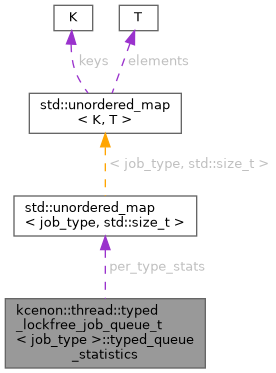 K
T
keys
elements
std::unordered_map
< K, T >
< job_type, std::size_t >
std::unordered_map
< job_type, std::size_t >
per_type_stats
kcenon::thread::typed
_lockfree_job_queue_t
< job_type >::typed_queue
_statistics